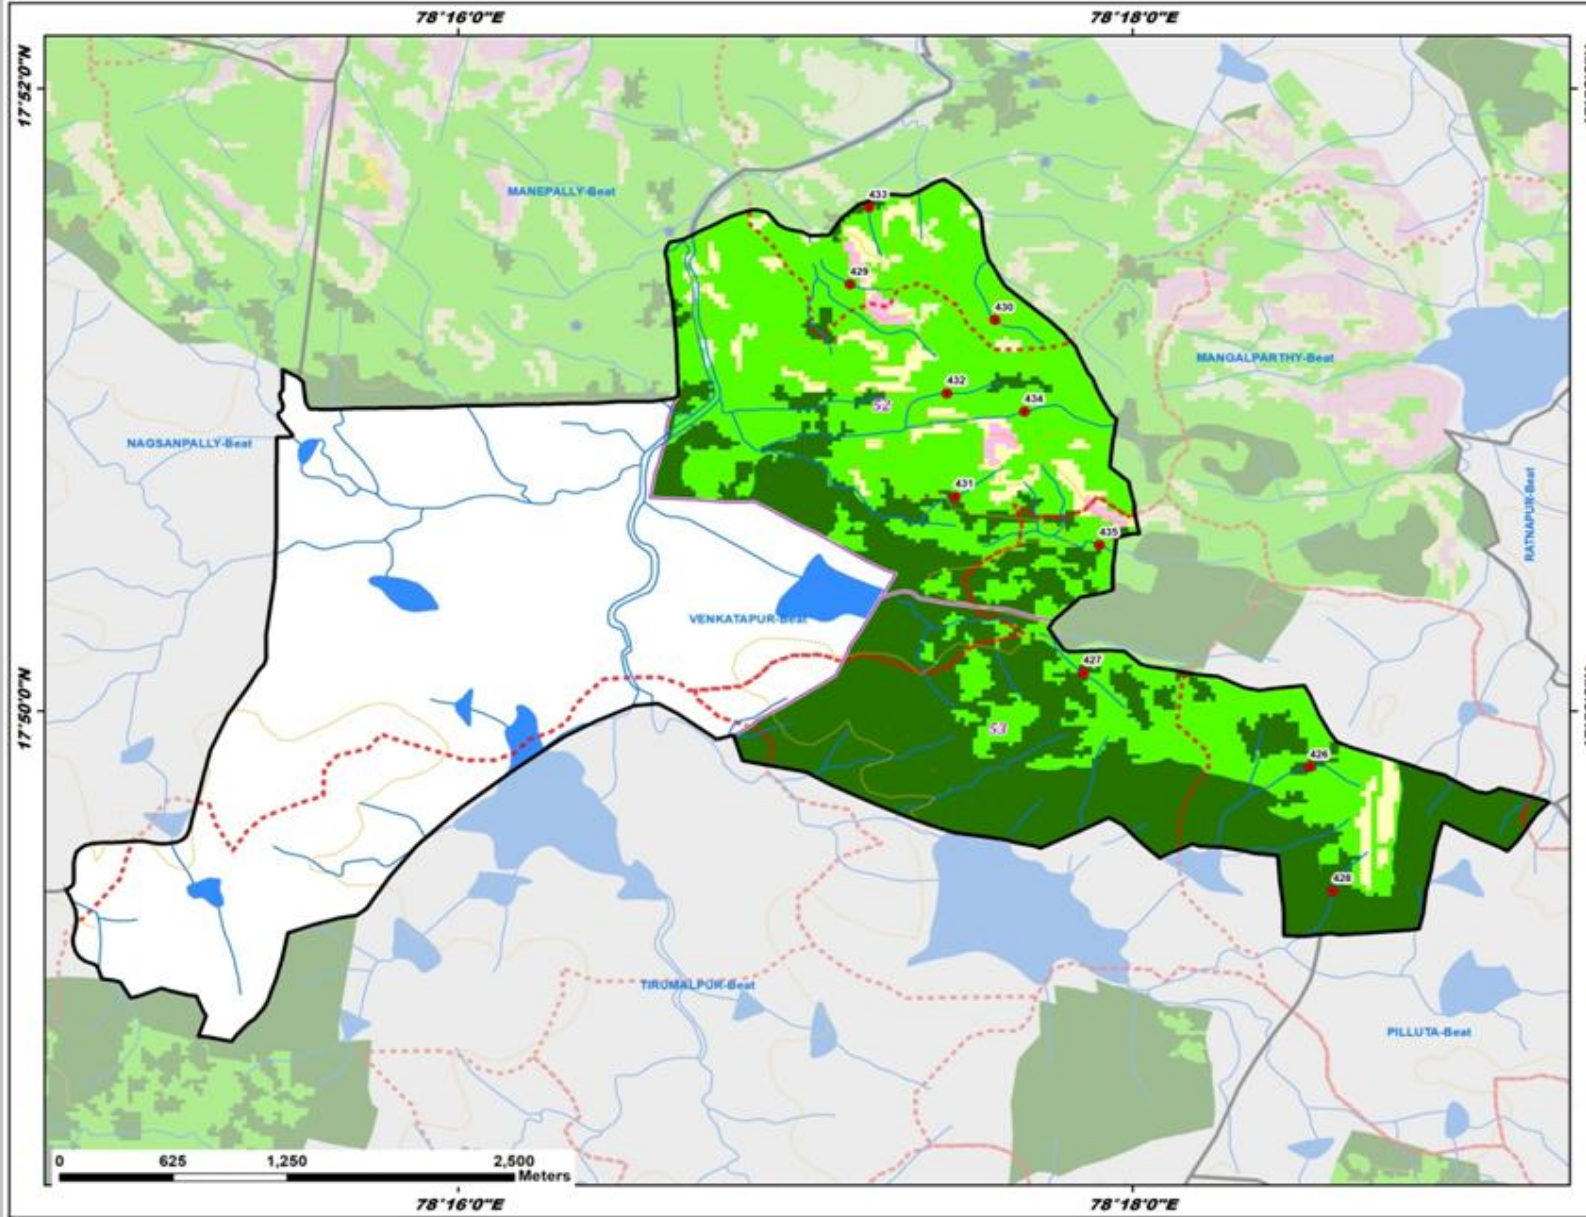 78°16'0"E
78°18'0"E
17°52'0"N
MANEPALLY-Beat
433
429
430
MANGALPARTHY-Beat
432
52
434
NAGSANPALLY-Beat
431
RATNAPUR-Beat
435
VENKATAPUR-Beat
427
17°50'0"N
53
426
428
TIRUMALPUR-Beat
PILLUTA-Beat
0 625 1,250 2,500
Meters
78°16'0"E
78°18'0"E